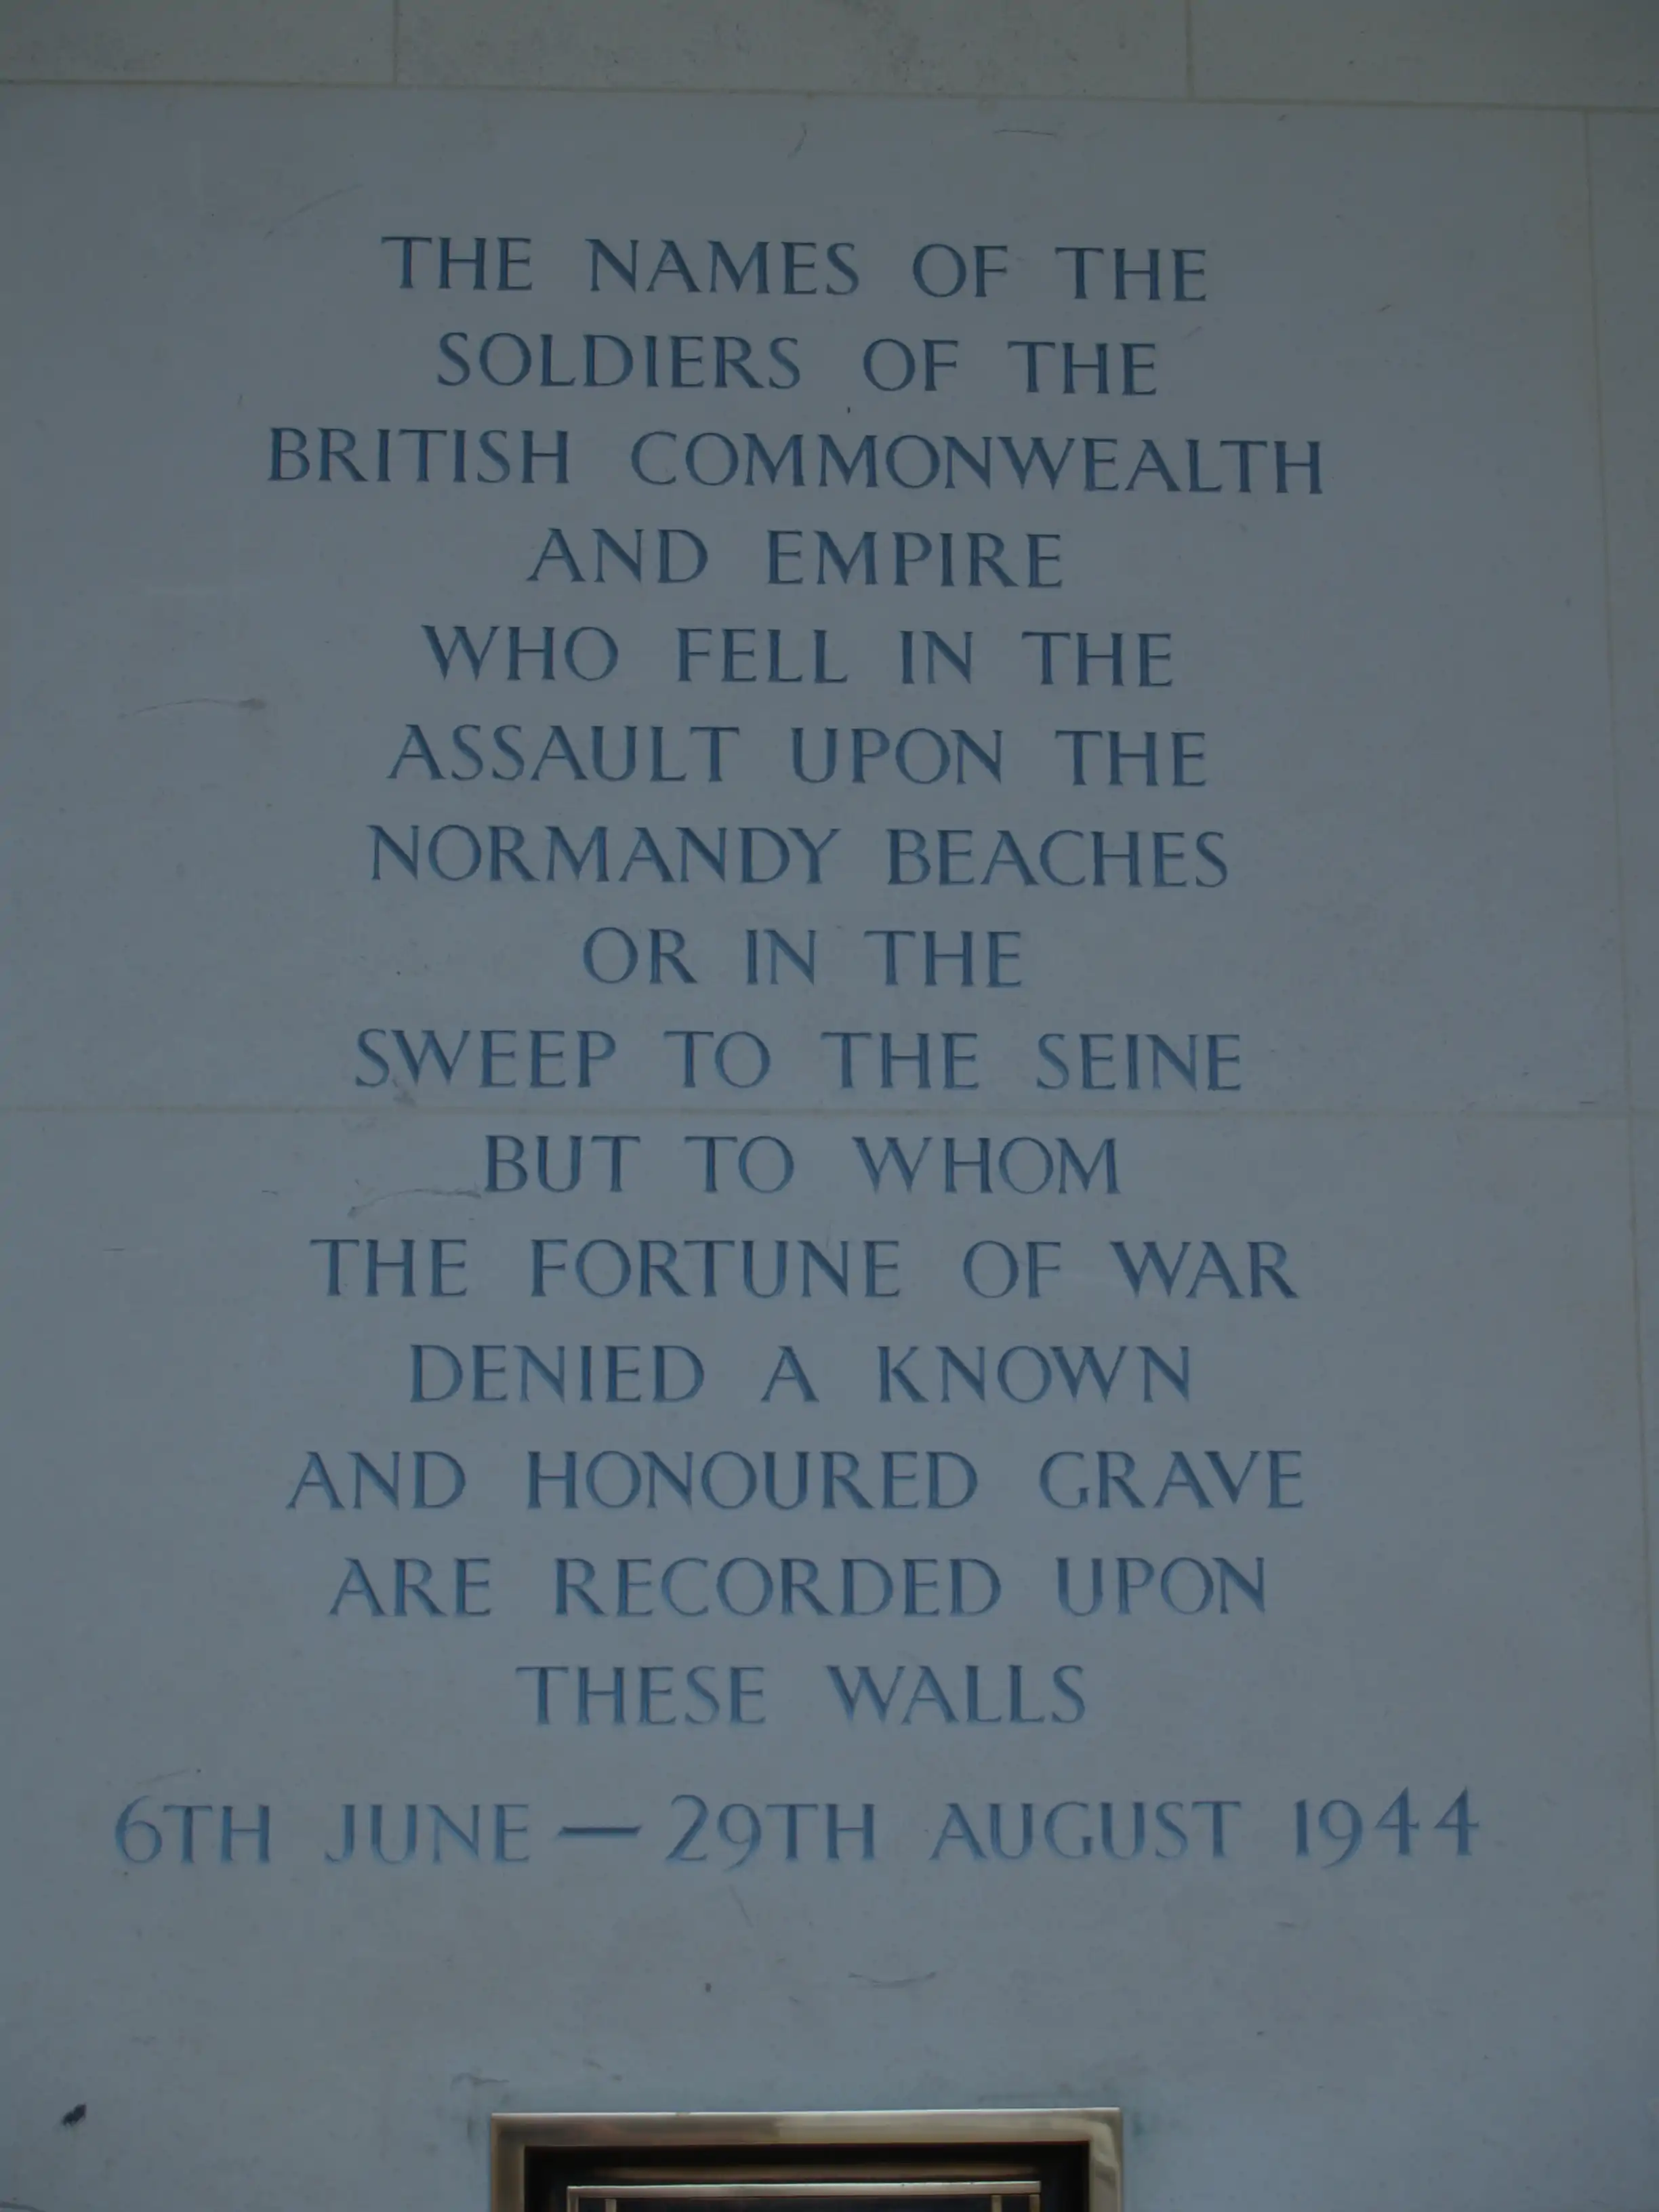 THE NAMES OF THE
SOLDIERS OF THE
BRITISH COMMONWEALTH
AND EMPIRE
WHO FELL IN THE
ASSAULT UPON THE
NORMANDY BEACHES
OR IN THE
SWEEP TO THE SEINE
BUT TO WHOM
THE FORTUNE OF WAR
DENIED A KNOWN
AND HONOURED GRAVE
ARE RECORDED UPON
THESE WALLS
6TH JUNE — 29TH AUGUST 1944